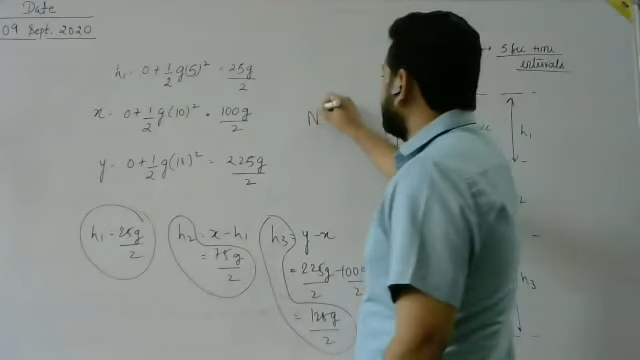 Date
09 Sept. 2020
→ 5 sec time intervals
h₁ = 0 + 1/2 g(5)² = 25g/2
x = 0 + 1/2 g(10)² = 100g/2
y = 0 + 1/2 g(15)² = 225g/2
N
h₁
h₁ = 25g/2
h₂ = x - h₁
= 75g/2
h₃ = y - x
= 225g/2 - 100g/2
= 125g/2
2
h₃